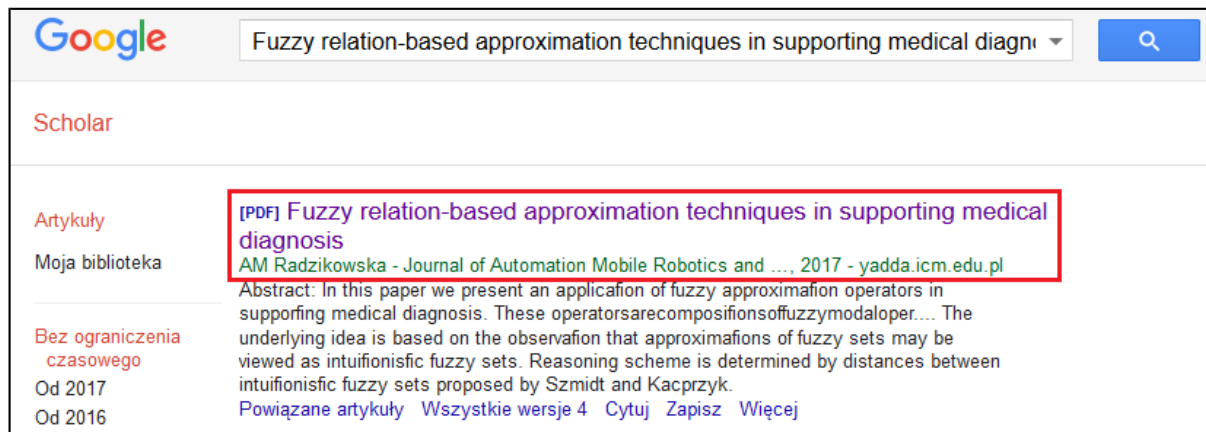 Google
Fuzzy relation-based approximation techniques in supporting medical diagn
Scholar
Artykuły
Moja biblioteka
Bez ograniczenia
czasowego
Od 2017
Od 2016
[PDF] Fuzzy relation-based approximation techniques in supporting medical
diagnosis
AM Radzikowska - Journal of Automation Mobile Robotics and ..., 2017 - yadda.icm.edu.pl
Abstract: In this paper we present an applicafion of fuzzy approximafion operators in
supporfing medical diagnosis. These operatorsarecomposifionsoffuzzymodaloper.... The
underlying idea is based on the observafion that approximafions of fuzzy sets may be
viewed as intuifionisfic fuzzy sets. Reasoning scheme is determined by distances between
intuifionisfic fuzzy sets proposed by Szmidt and Kacprzyk.
Powiązane artykuły Wszystkie wersje 4 Cytuj Zapisz Więcej